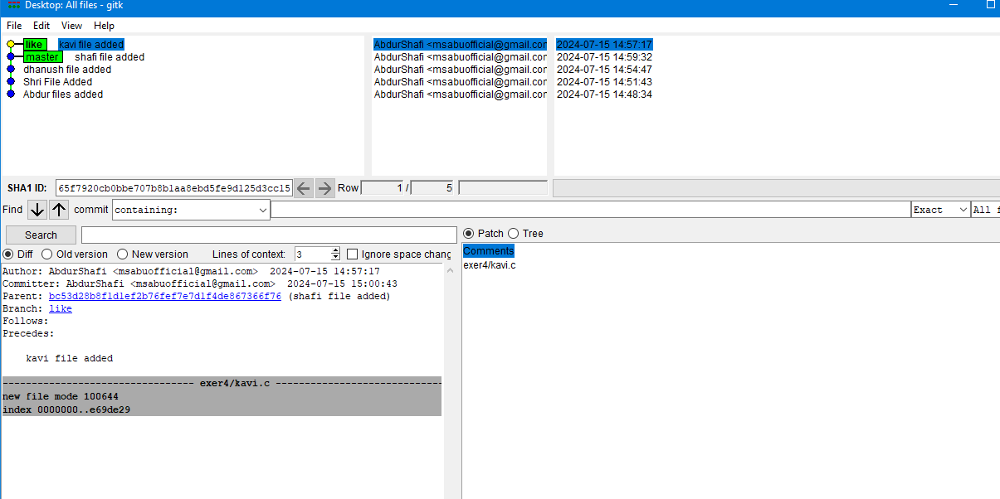 Desktop: All files - gitk
File Edit View Help
like kavi file added AbdurShafi <msabuofficial@gmail.cor 2024-07-15 14:57:17
master shafi file added AbdurShafi <msabuofficial@gmail.cor 2024-07-15 14:59:32
dhanush file added AbdurShafi <msabuofficial@gmail.cor 2024-07-15 14:54:47
Shri File Added AbdurShafi <msabuofficial@gmail.cor 2024-07-15 14:51:43
Abdur files added AbdurShafi <msabuofficial@gmail.cor 2024-07-15 14:48:34
SHA1 ID: 65f7920cb0bbe707b8b1aa8ebd5fe9d125d3cc15 Row 1 / 5
Find commit containing: Exact All f
Search Patch Tree
Diff Old version New version Lines of context: 3 Ignore space chang
Comments
exer4/kavi.c
Author: AbdurShafi <msabuofficial@gmail.com> 2024-07-15 14:57:17
Committer: AbdurShafi <msabuofficial@gmail.com> 2024-07-15 15:00:43
Parent: bc53d28b8f1d1ef2b76fef7e7d1f4de867366f76 (shafi file added)
Branch: like
Follows:
Precedes:
kavi file added
--------------------------------- exer4/kavi.c -----------------------------
new file mode 100644
index 0000000..e69de29